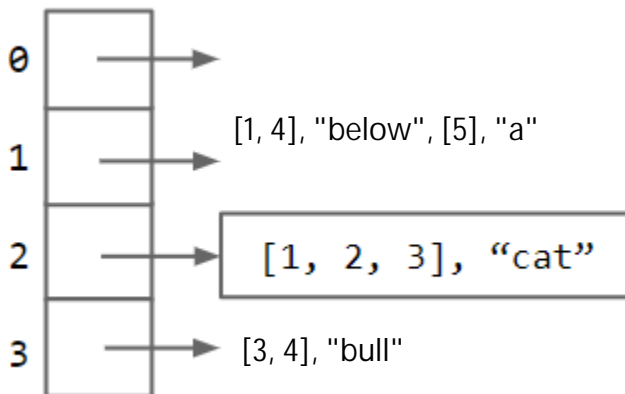 0
[1, 4], "below", [5], "a"
1
2 [1, 2, 3], “cat”
3 [3, 4], "bull"